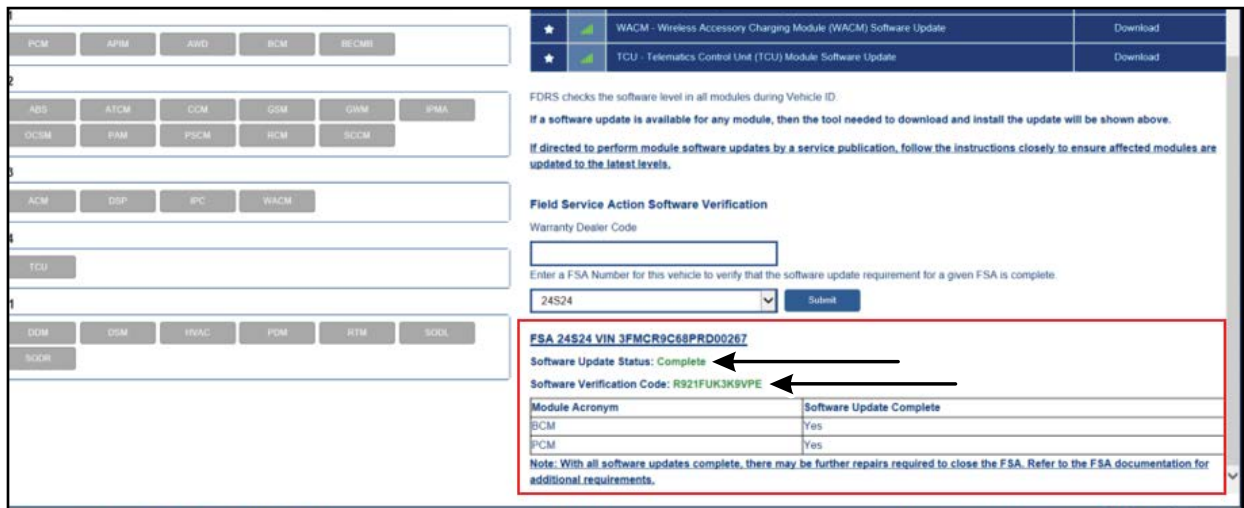 1
PCM APIM AWD BCM BECMB
2
ABS ATCM CCM GSM GWM IPMA
OCSM PAM PSCM RCM SCCM
3
ACM DSP IPC WACM
4
TCU
1
DDM DSM HVAC PDM RTM SODL
SODR
WACM - Wireless Accessory Charging Module (WACM) Software Update Download
TCU - Telematics Control Unit (TCU) Module Software Update Download
FDRS checks the software level in all modules during Vehicle ID.
If a software update is available for any module, then the tool needed to download and install the update will be shown above.
If directed to perform module software updates by a service publication, follow the instructions closely to ensure affected modules are
updated to the latest levels.
Field Service Action Software Verification
Warranty Dealer Code
Enter a FSA Number for this vehicle to verify that the software update requirement for a given FSA is complete.
24S24 Submit
FSA 24S24 VIN 3FMCR9C68PRD00267
Software Update Status: Complete
Software Verification Code: R921FUK3K9VPE
Module Acronym Software Update Complete
BCM Yes
PCM Yes
Note: With all software updates complete, there may be further repairs required to close the FSA. Refer to the FSA documentation for
additional requirements.